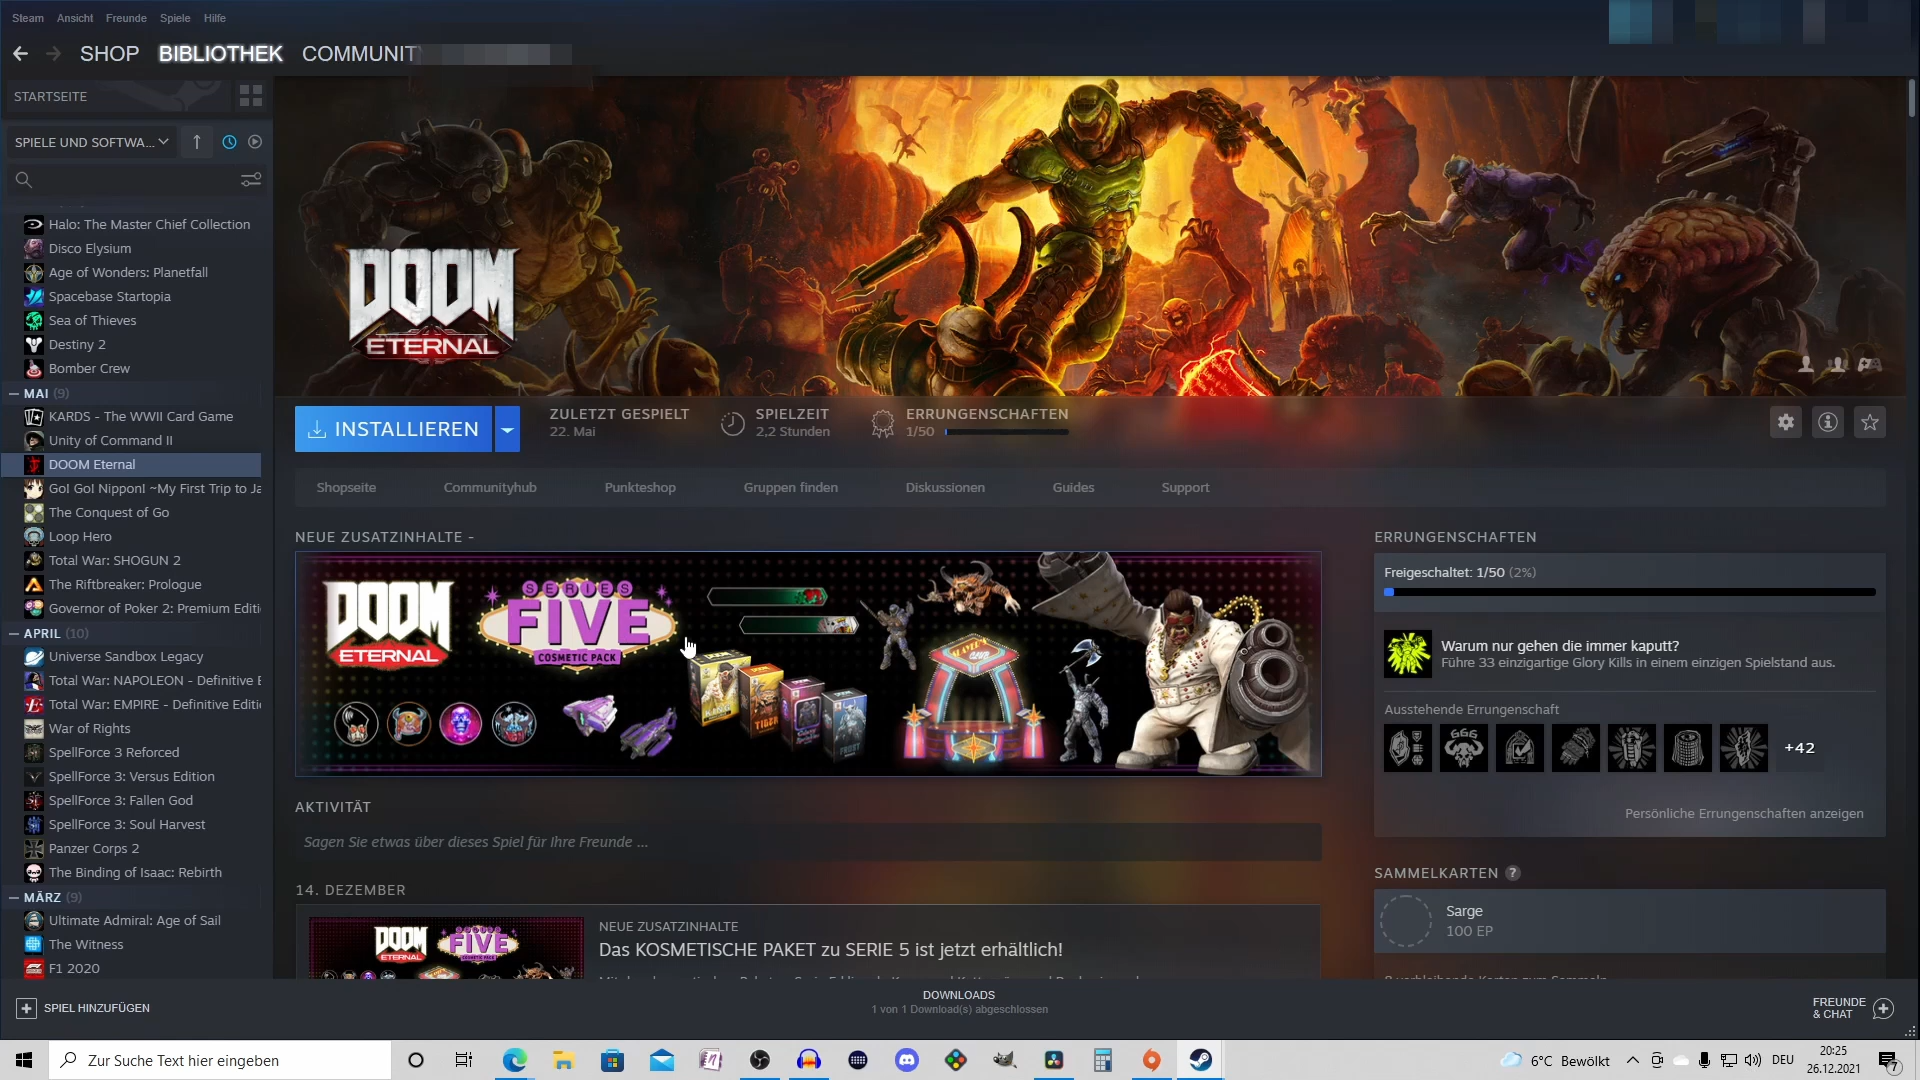 Steam Ansicht Freunde Spiele Hilfe
SHOP BIBLIOTHEK COMMUNIT
STARTSEITE
SPIELE UND SOFTWA...
Halo: The Master Chief Collection
Disco Elysium
Age of Wonders: Planetfall
Spacebase Startopia
Sea of Thieves
Destiny 2
Bomber Crew
MAI (9)
KARDS - The WWII Card Game
Unity of Command II
DOOM Eternal
Go! Go! Nippon! ~My First Trip to Ja
The Conquest of Go
Loop Hero
Total War: SHOGUN 2
The Riftbreaker: Prologue
Governor of Poker 2: Premium Editi
APRIL (10)
Universe Sandbox Legacy
Total War: NAPOLEON - Definitive E
Total War: EMPIRE - Definitive Editi
War of Rights
SpellForce 3 Reforced
SpellForce 3: Versus Edition
SpellForce 3: Fallen God
SpellForce 3: Soul Harvest
Panzer Corps 2
The Binding of Isaac: Rebirth
MÄRZ (9)
Ultimate Admiral: Age of Sail
The Witness
F1 2020
SPIEL HINZUFÜGEN
DOOM
ETERNAL
INSTALLIEREN
ZULETZT GESPIELT
22. Mai
SPIELZEIT
2,2 Stunden
ERRUNGENSCHAFTEN
1/50
Shopseite Communityhub Punkteshop Gruppen finden Diskussionen Guides Support
NEUE ZUSATZINHALTE -
DOOM
ETERNAL
SERIES
FIVE
COSMETIC PACK
AKTIVITÄT
Sagen Sie etwas über dieses Spiel für Ihre Freunde ...
14. DEZEMBER
DOOM
ETERNAL
FIVE
NEUE ZUSATZINHALTE
Das KOSMETISCHE PAKET zu SERIE 5 ist jetzt erhältlich!
ERRUNGENSCHAFTEN
Freigeschaltet: 1/50 (2%)
Warum nur gehen die immer kaputt?
Führe 33 einzigartige Glory Kills in einem einzigen Spielstand aus.
Ausstehende Errungenschaft
666
+42
Persönliche Errungenschaften anzeigen
SAMMELKARTEN ?
Sarge
100 EP
DOWNLOADS
1 von 1 Download(s) abgeschlossen
FREUNDE
& CHAT
Zur Suche Text hier eingeben
6°C Bewölkt
DEU
20:25
26.12.2021
7